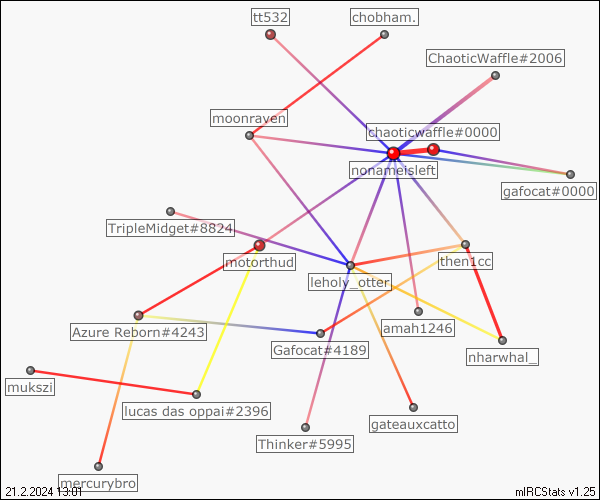 tt532
chobham.
ChaoticWaffle#2006
moonraven
chaoticwaffle#0000
nonameisleft
gafocat#0000
TripleMidget#8824
motorthud
then1cc
leholy_otter
Azure Reborn#4243
amah1246
Gafocat#4189
nharwhal_
mukszi
lucas das oppai#2396
gateauxcatto
Thinker#5995
mercurybro
21.2.2024 13:01
mIRCStats v1.25